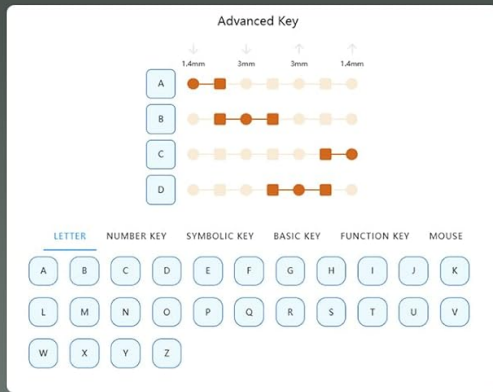 Advanced Key
↓ ↓ ↑ ↑
1.4mm 3mm 3mm 1.4mm
A
B
C
D
LETTER NUMBER KEY SYMBOLIC KEY BASIC KEY FUNCTION KEY MOUSE
A B C D E F G H I J K
L M N O P Q R S T U V
W X Y Z